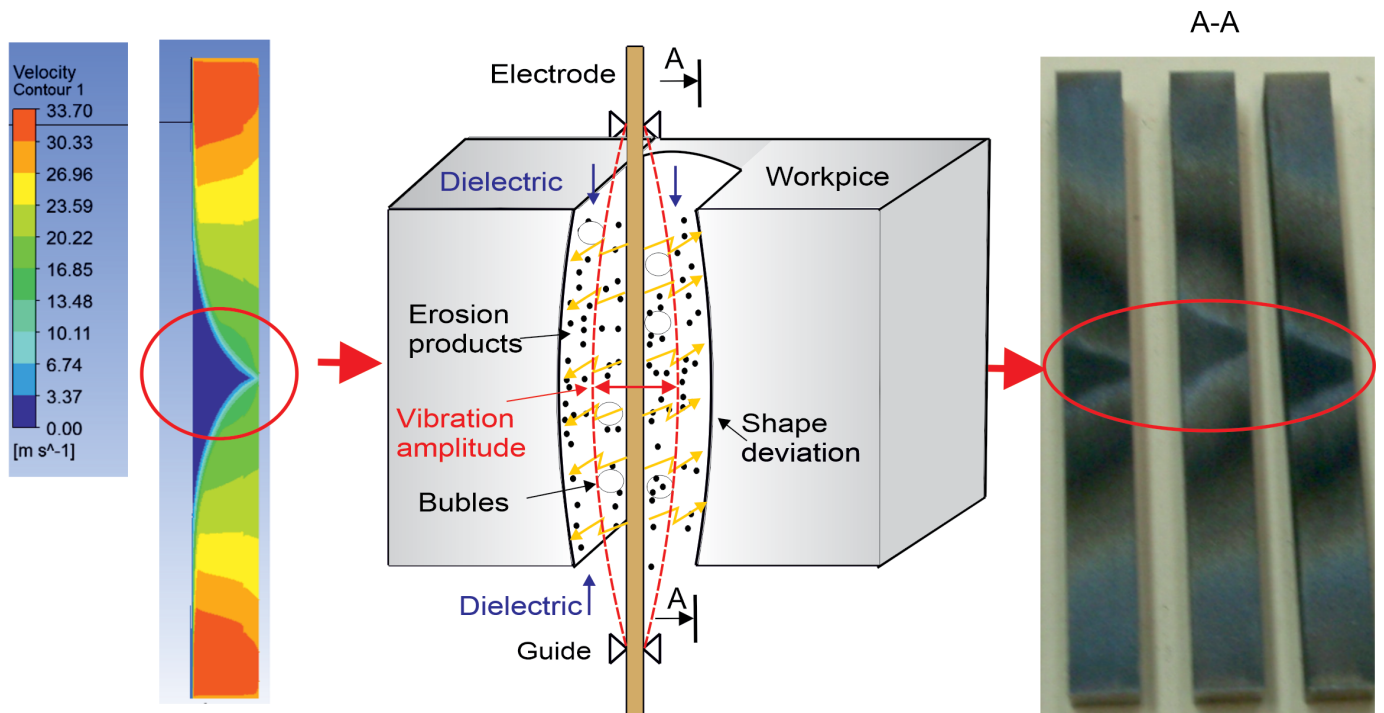 Velocity
Contour 1
33.70
30.33
26.96
23.59
20.22
16.85
13.48
10.11
6.74
3.37
0.00
[m s^-1]
Electrode
A
Dielectric
Workpice
Erosion
products
Vibration
amplitude
Bubles
Shape
deviation
Dielectric
A
Guide
A-A